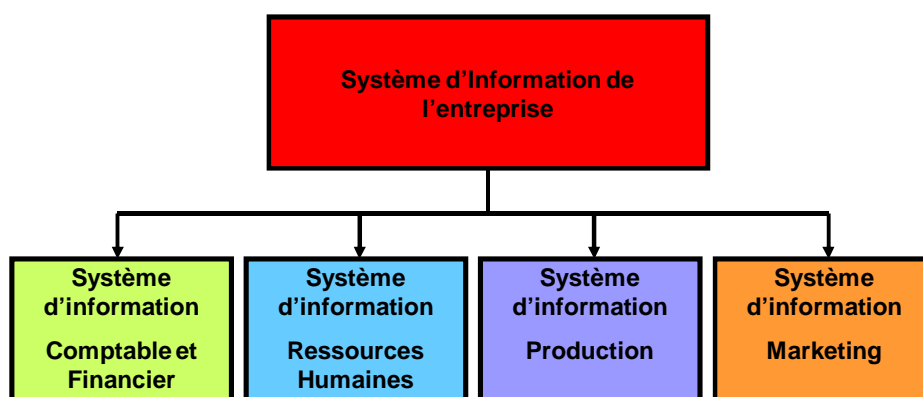 Système d’Information de
l’entreprise
Système
d’information
Comptable et
Financier
Système
d’information
Ressources
Humaines
Système
d’information
Production
Système
d’information
Marketing